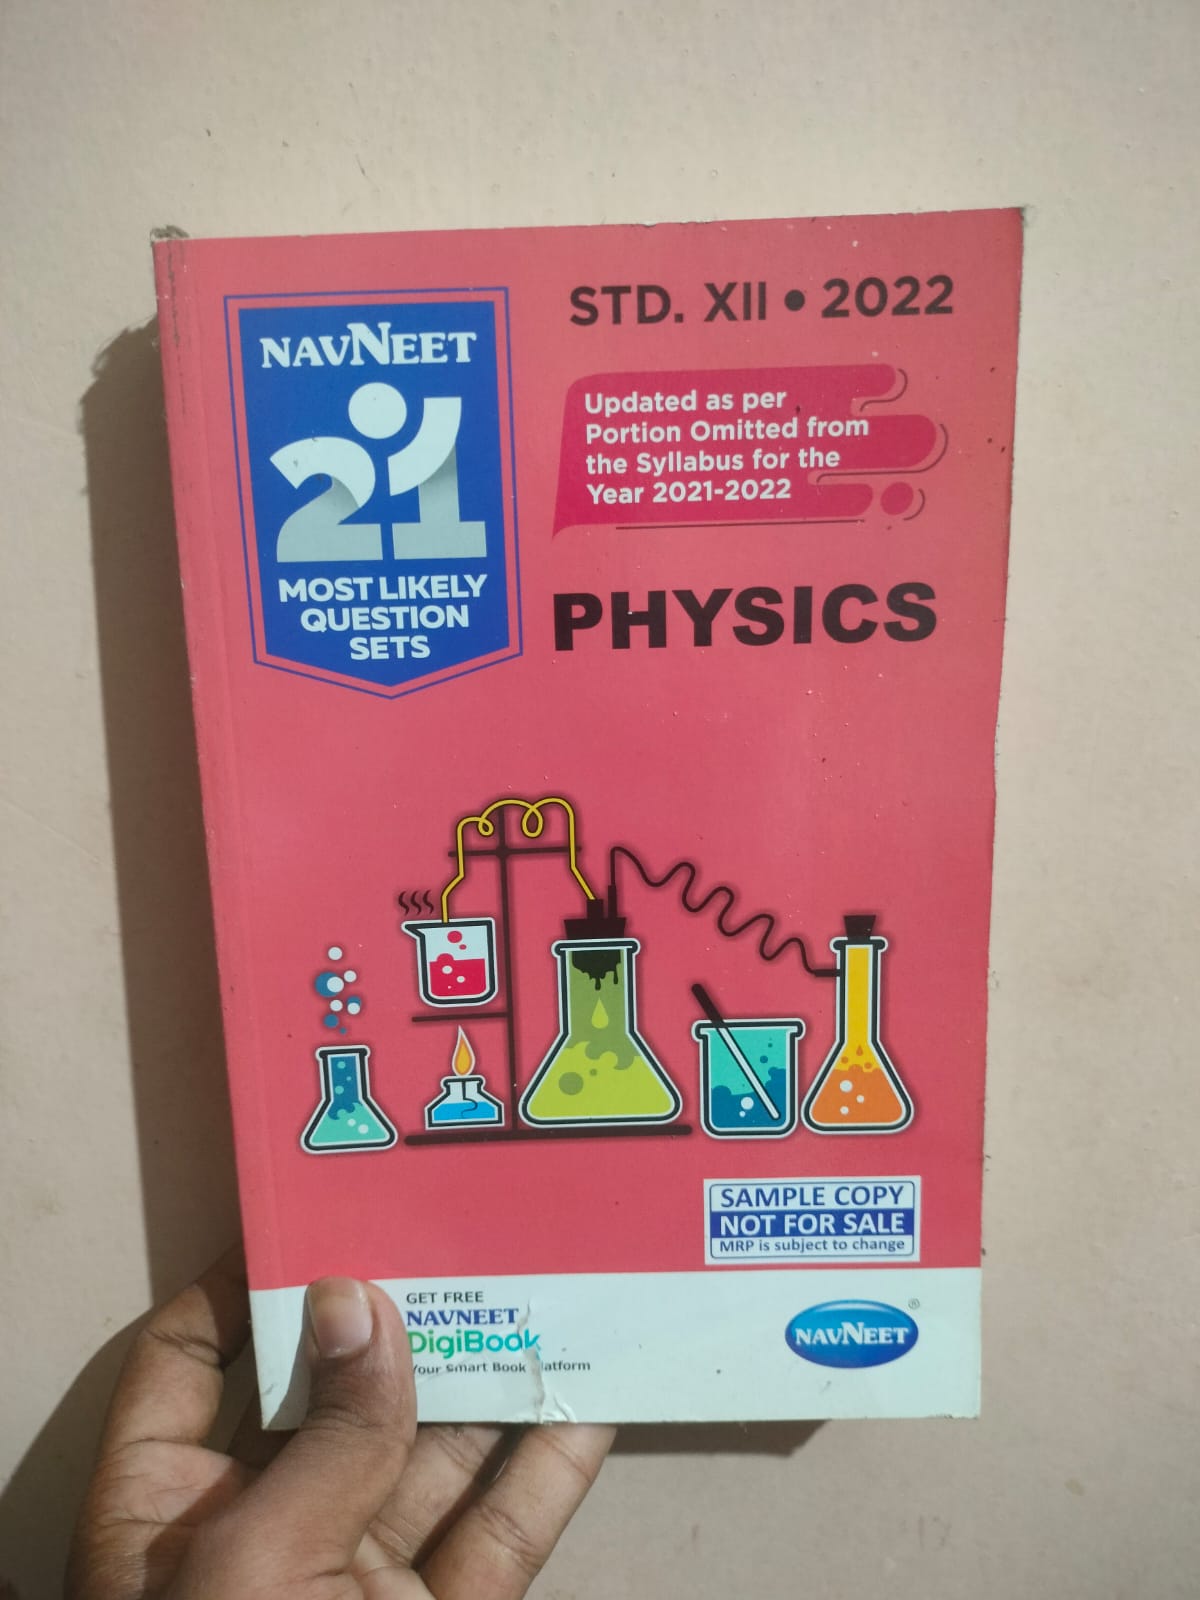 NAVNEET
21
MOST LIKELY
QUESTION
SETS
STD. XII • 2022
Updated as per
Portion Omitted from
the Syllabus for the
Year 2021-2022
PHYSICS
SAMPLE COPY
NOT FOR SALE
MRP is subject to change
GET FREE
NAVNEET
DigiBook
Your Smart Book
NAVNEET ®